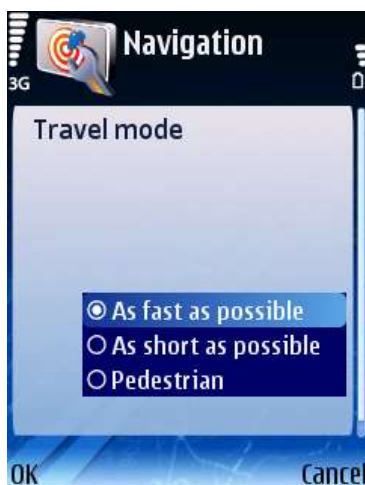 Navigation
3G
Travel mode
As fast as possible
As short as possible
Pedestrian
OK Cancel